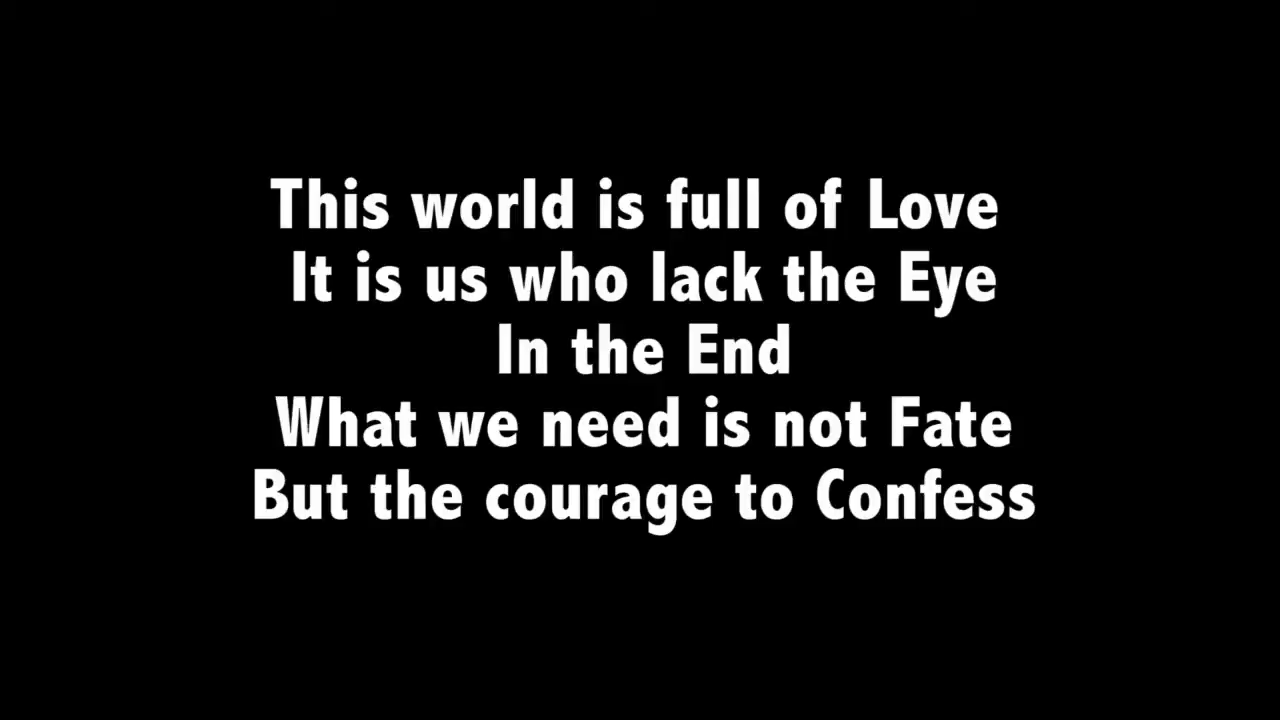 This world is full of Love
It is us who lack the Eye
In the End
What we need is not Fate
But the courage to Confess